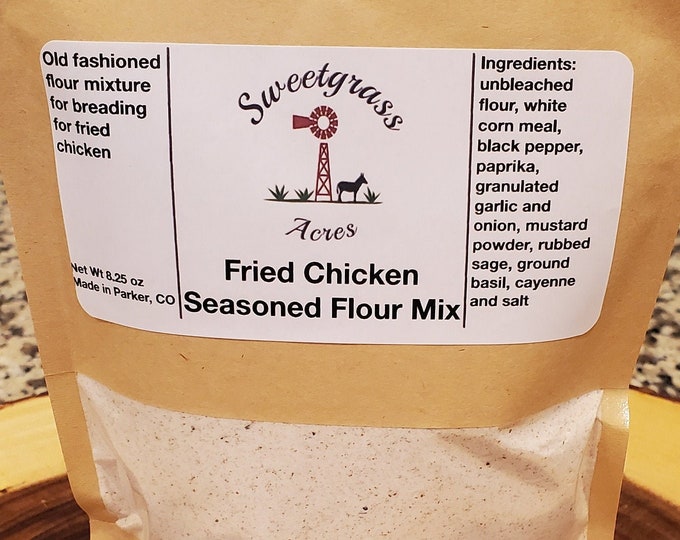 Old fashioned
flour mixture
for breading
for fried
chicken
Net Wt 8.25 oz
Made in Parker, CO
Sweetgrass
Acres
Fried Chicken
Seasoned Flour Mix
Ingredients:
unbleached
flour, white
corn meal,
black pepper,
paprika,
granulated
garlic and
onion, mustard
powder, rubbed
sage, ground
basil, cayenne
and salt